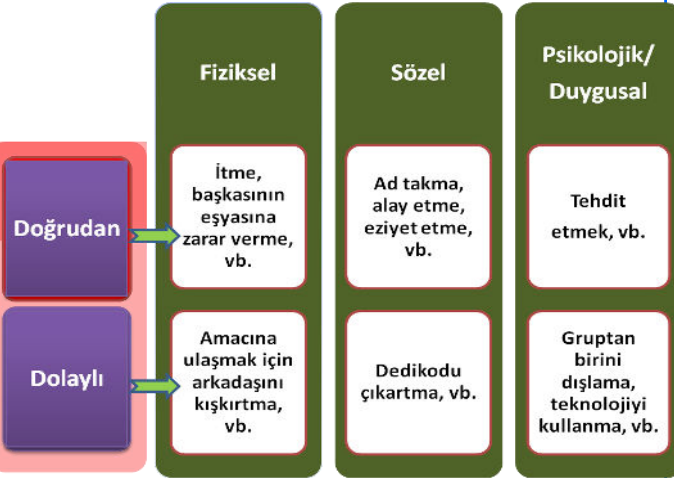 Fiziksel
Sözel
Psikolojik/
Duygusal
Doğrudan
İtme,
başkasının
eşyasına
zarar verme,
vb.
Ad takma,
alay etme,
eziyet etme,
vb.
Tehdit
etmek, vb.
Dolaylı
Amacına
ulaşmak için
arkadaşını
kışkırtma,
vb.
Dedikodu
çıkartma, vb.
Gruptan
birini
dışlama,
teknolojiyi
kullanma, vb.